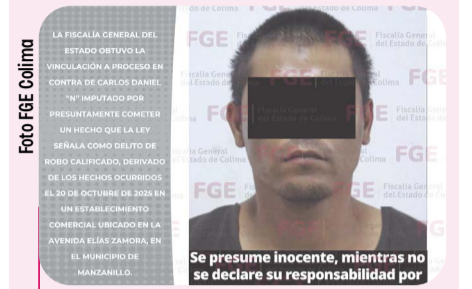 Foto FGE Colima
LA FISCALÍA GENERAL DEL
ESTADO OBTUVO LA
VINCULACIÓN A PROCESO EN
CONTRA DE CARLOS DANIEL
"N" IMPUTADO POR
PRESUNTAMENTE COMETER
UN HECHO QUE LA LEY
SEÑALA COMO DELITO DE
ROBO CALIFICADO, DERIVADO
DE LOS HECHOS OCURRIDOS
EL 20 DE OCTUBRE DE 2025 EN
UN ESTABLECIMIENTO
COMERCIAL UBICADO EN LA
AVENIDA ELÍAS ZAMORA, EN
EL MUNICIPIO DE
MANZANILLO.
FGE Fiscalía General
del Estado de Colima
Se presume inocente, mientras no
se declare su responsabilidad por